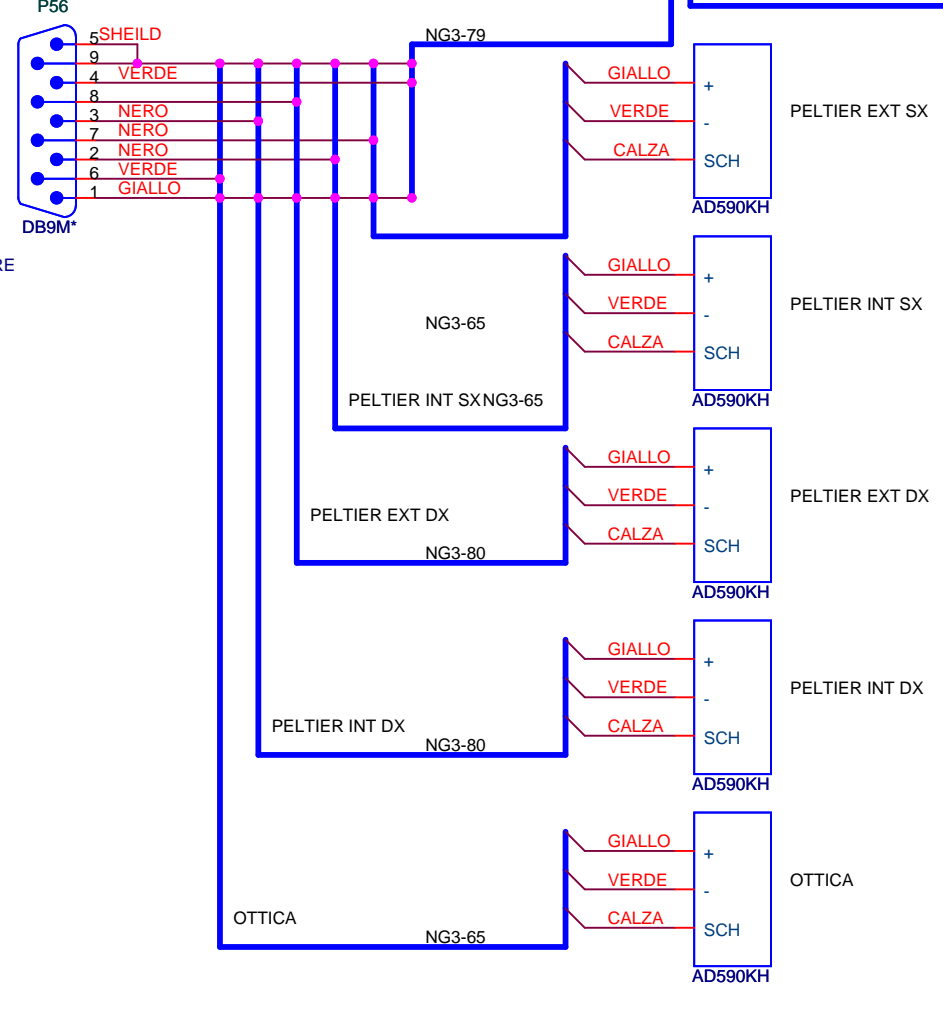 P56
5 SHEILD
9
4 VERDE
8
3 NERO
7 NERO
2 NERO
6 VERDE
1 GIALLO
DB9M*
RE
NG3-79
GIALLO +
VERDE -
CALZA SCH
PELTIER EXT SX
AD590KH
GIALLO +
VERDE -
CALZA SCH
PELTIER INT SX
AD590KH
NG3-65
PELTIER INT SX NG3-65
GIALLO +
VERDE -
CALZA SCH
PELTIER EXT DX
AD590KH
PELTIER EXT DX
NG3-80
GIALLO +
VERDE -
CALZA SCH
PELTIER INT DX
AD590KH
PELTIER INT DX
NG3-80
GIALLO +
VERDE -
CALZA SCH
OTTICA
AD590KH
OTTICA
NG3-65